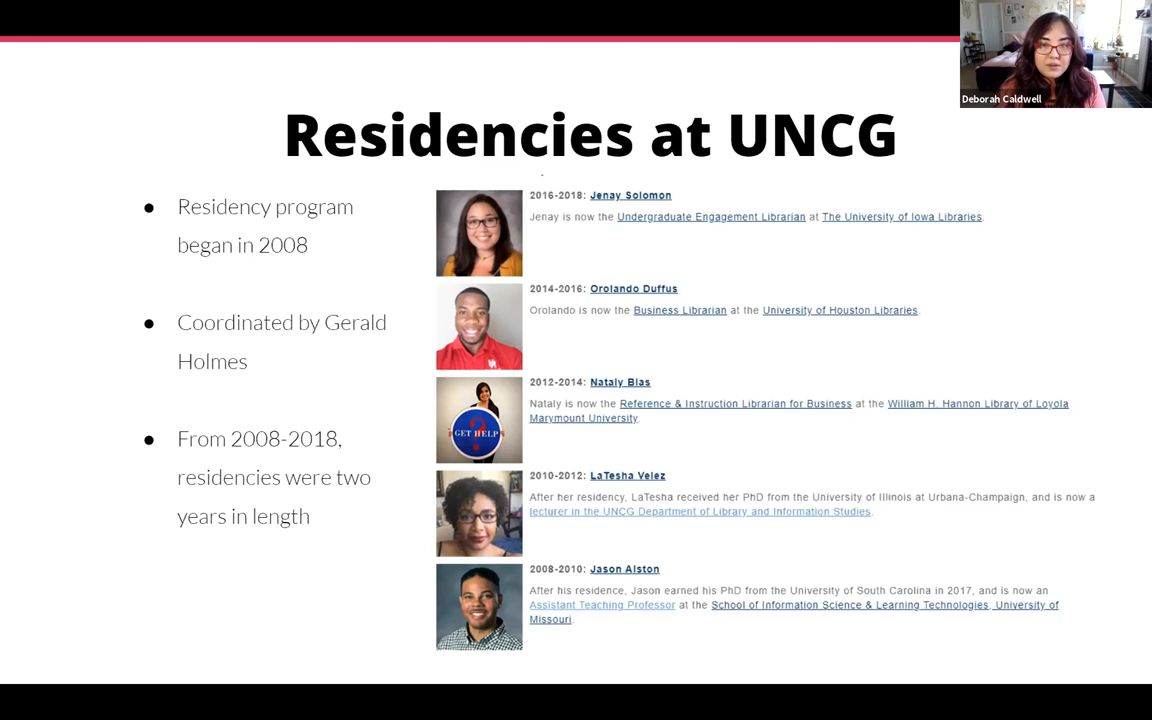 Deborah Caldwell
Residencies at UNCG
● Residency program
began in 2008
● Coordinated by Gerald
Holmes
● From 2008-2018,
residencies were two
years in length
2016-2018: Jenay Solomon
Jenay is now the Undergraduate Engagement Librarian at The University of Iowa Libraries.
2014-2016: Orolando Duffus
Orolando is now the Business Librarian at the University of Houston Libraries.
2012-2014: Nataly Blas
Nataly is now the Reference & Instruction Librarian for Business at the William H. Hannon Library of Loyola
Marymount University.
GET HELP
?
2010-2012: LaTesha Velez
After her residency, LaTesha received her PhD from the University of Illinois at Urbana-Champaign, and is now a
lecturer in the UNCG Department of Library and Information Studies.
2008-2010: Jason Alston
After his residence, Jason earned his PhD from the University of South Carolina in 2017, and is now an
Assistant Teaching Professor at the School of Information Science & Learning Technologies, University of
Missouri.